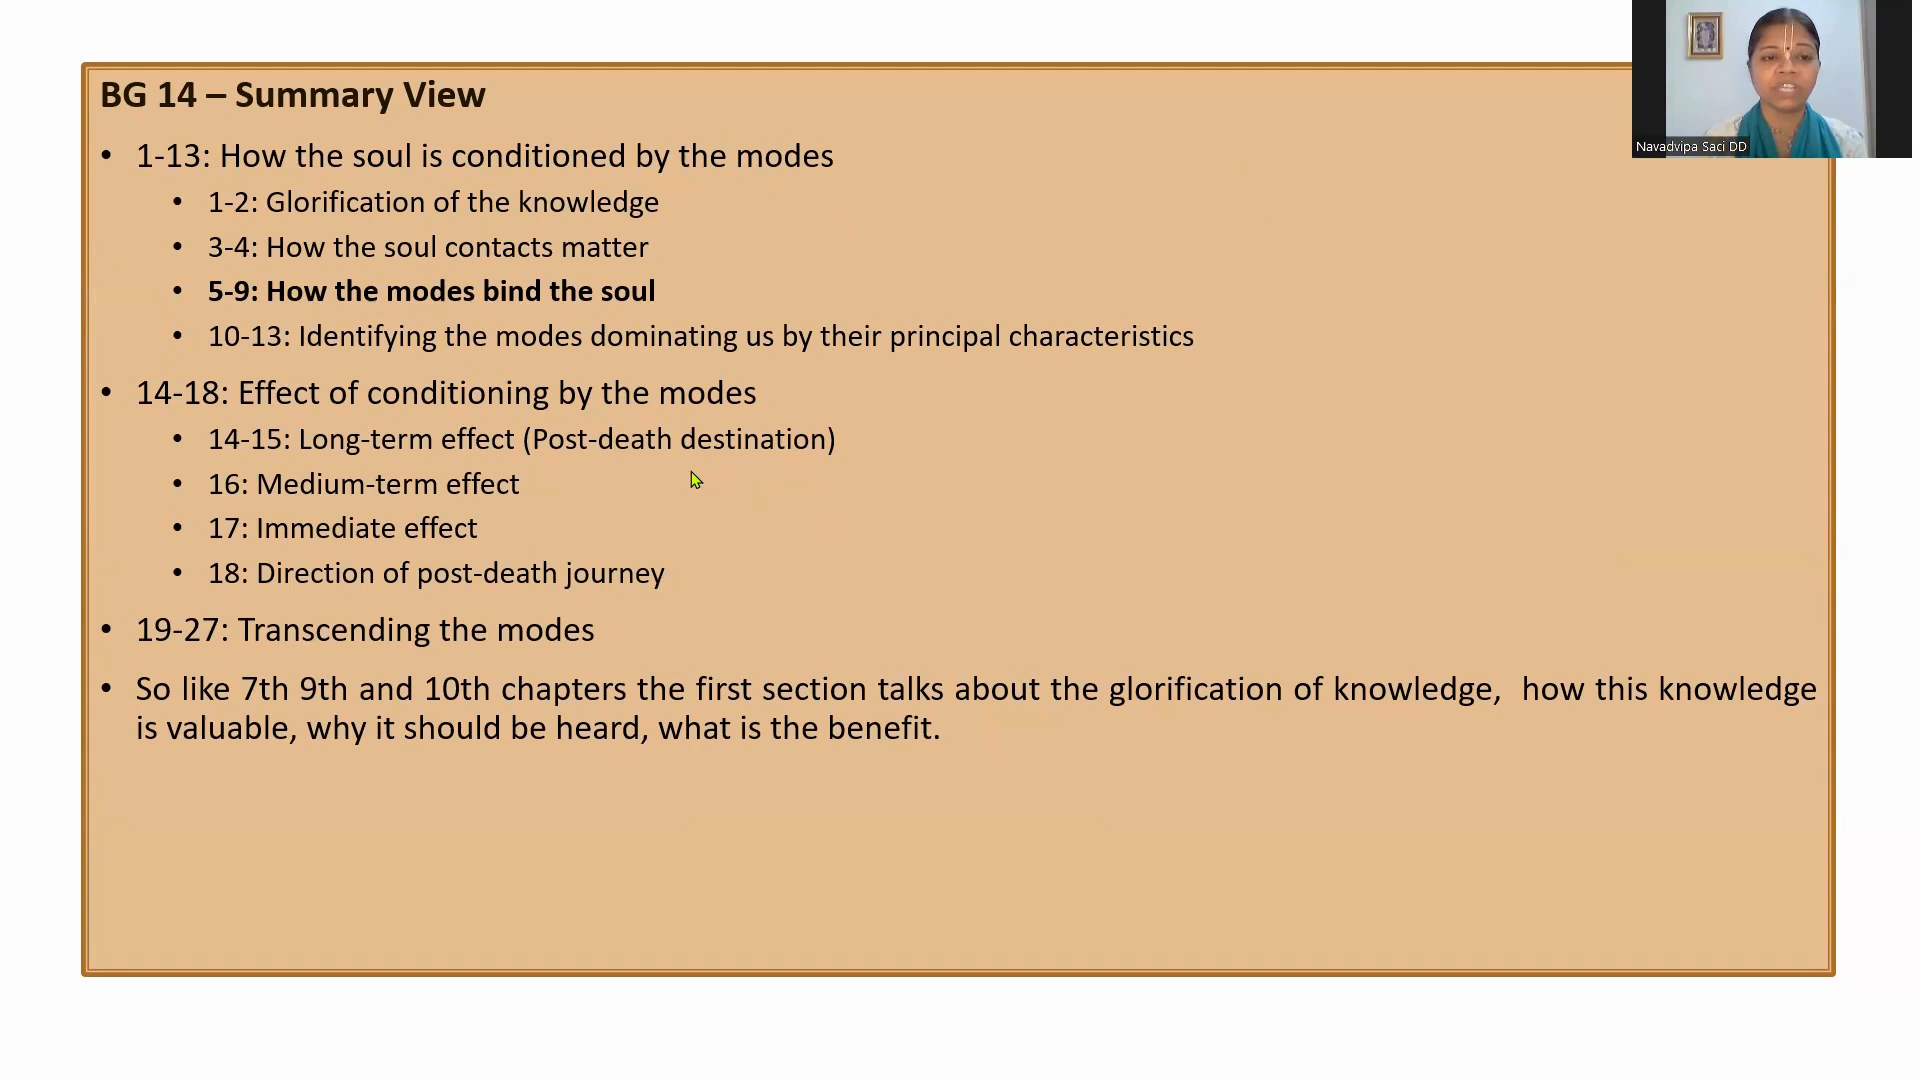 BG 14 – Summary View
• 1-13: How the soul is conditioned by the modes
• 1-2: Glorification of the knowledge
• 3-4: How the soul contacts matter
• 5-9: How the modes bind the soul
• 10-13: Identifying the modes dominating us by their principal characteristics
• 14-18: Effect of conditioning by the modes
• 14-15: Long-term effect (Post-death destination)
• 16: Medium-term effect
• 17: Immediate effect
• 18: Direction of post-death journey
• 19-27: Transcending the modes
• So like 7th 9th and 10th chapters the first section talks about the glorification of knowledge,  how this knowledge
is valuable, why it should be heard, what is the benefit.
Navadvipa Saci DD